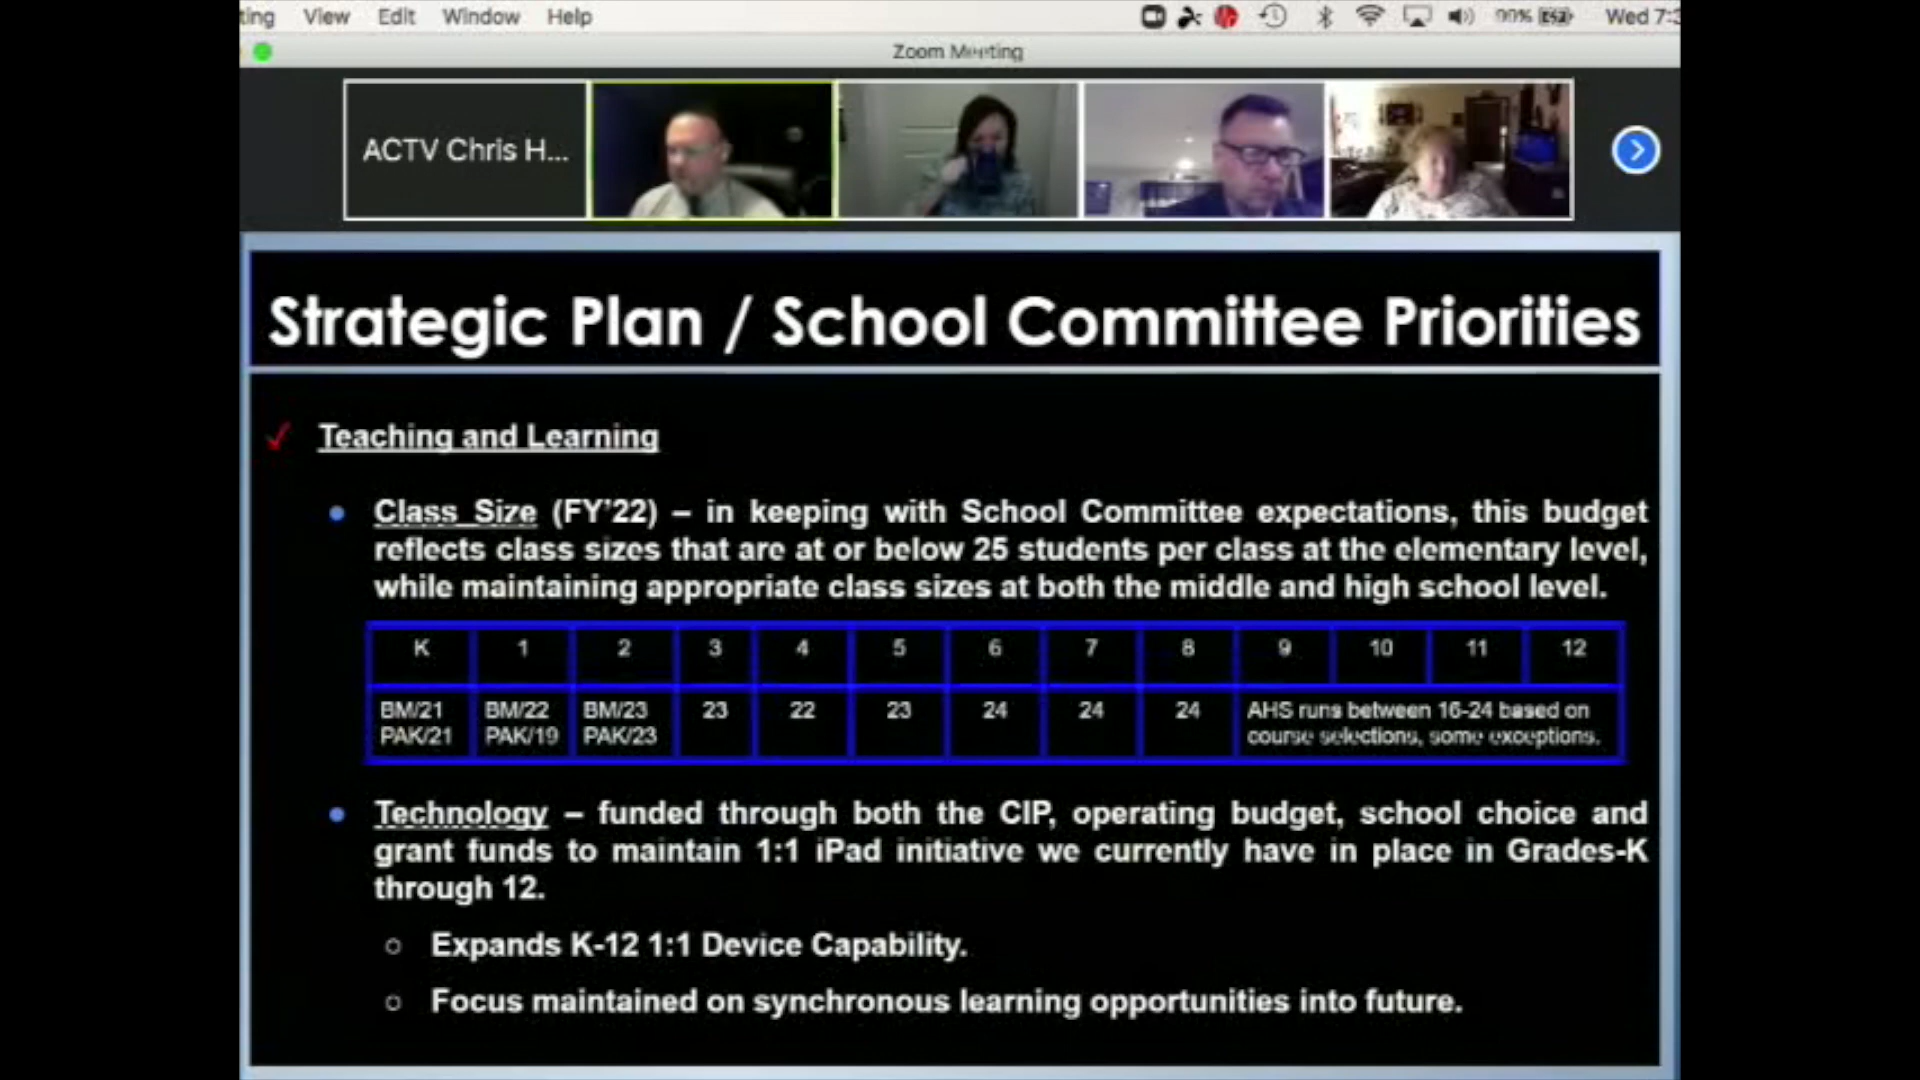 ting View Edit Window Help 99% Wed 7:3
Zoom Meeting
ACTV Chris H...
Strategic Plan / School Committee Priorities
Teaching and Learning
Class Size (FY'22) – in keeping with School Committee expectations, this budget
reflects class sizes that are at or below 25 students per class at the elementary level,
while maintaining appropriate class sizes at both the middle and high school level.
K 1 2 3 4 5 6 7 8 9 10 11 12
BM/21 BM/22 BM/23 23 22 23 24 24 24 AHS runs between 16-24 based on
PAK/21 PAK/19 PAK/23 course selections, some exceptions.
Technology – funded through both the CIP, operating budget, school choice and
grant funds to maintain 1:1 iPad initiative we currently have in place in Grades-K
through 12.
Expands K-12 1:1 Device Capability.
Focus maintained on synchronous learning opportunities into future.